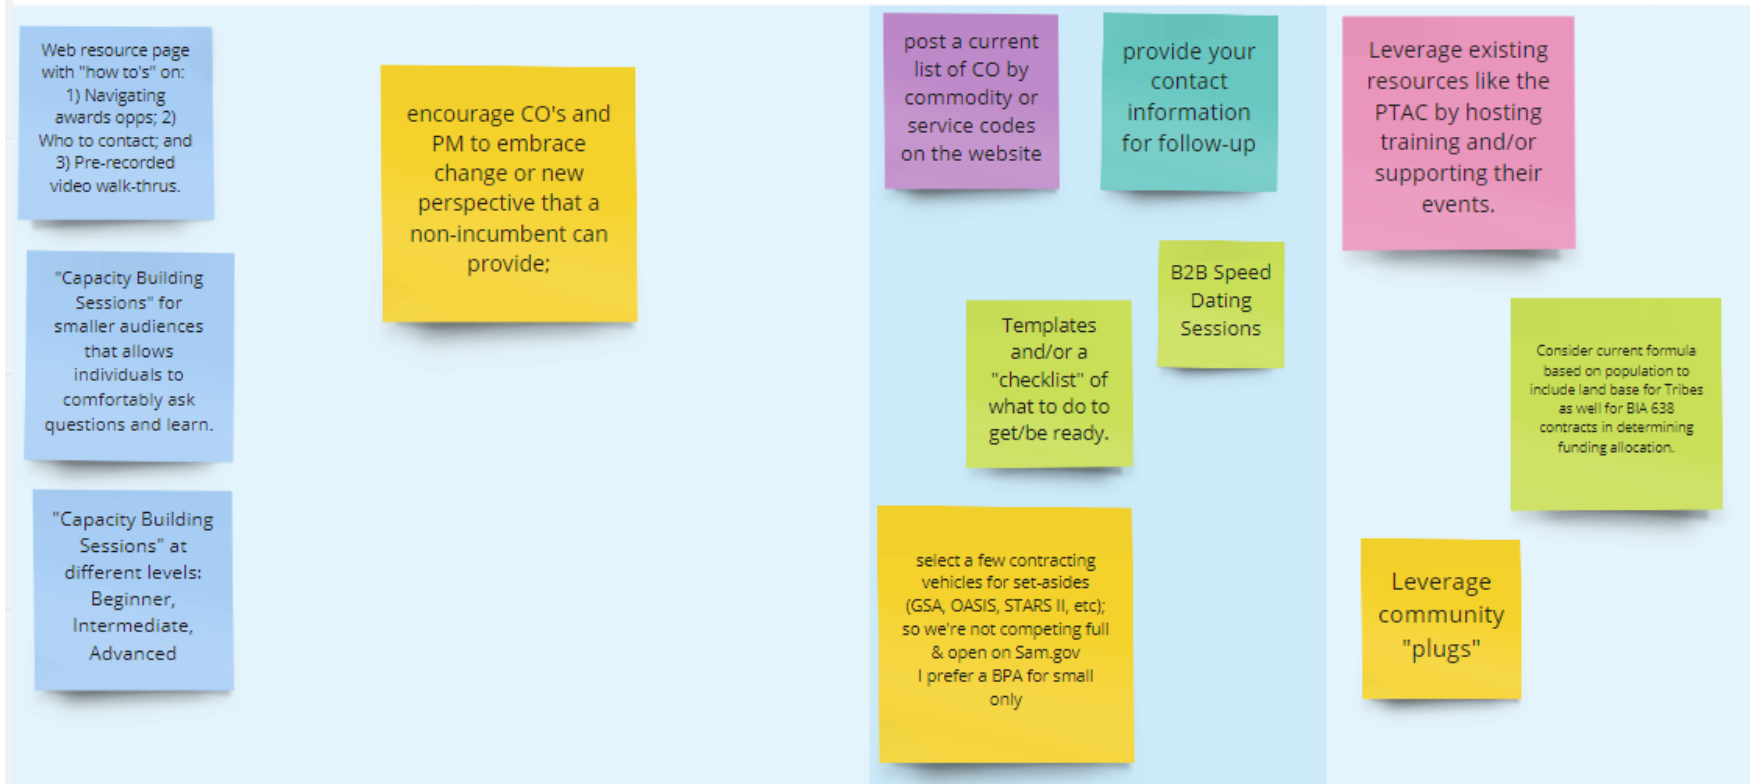 Web resource page
with "how to's" on:
1) Navigating
awards opps; 2)
Who to contact; and
3) Pre-recorded
video walk-thrus.
"Capacity Building
Sessions" for
smaller audiences
that allows
individuals to
comfortably ask
questions and learn.
"Capacity Building
Sessions" at
different levels:
Beginner,
Intermediate,
Advanced
encourage CO's and
PM to embrace
change or new
perspective that a
non-incumbent can
provide;
post a current
list of CO by
commodity or
service codes
on the website
provide your
contact
information
for follow-up
B2B Speed
Dating
Sessions
Templates
and/or a
"checklist" of
what to do to
get/be ready.
select a few contracting
vehicles for set-asides
(GSA, OASIS, STARS II, etc);
so we're not competing full
& open on Sam.gov
I prefer a BPA for small
only
Leverage existing
resources like the
PTAC by hosting
training and/or
supporting their
events.
Consider current formula
based on population to
include land base for Tribes
as well for BIA 638
contracts in determining
funding allocation.
Leverage
community
"plugs"